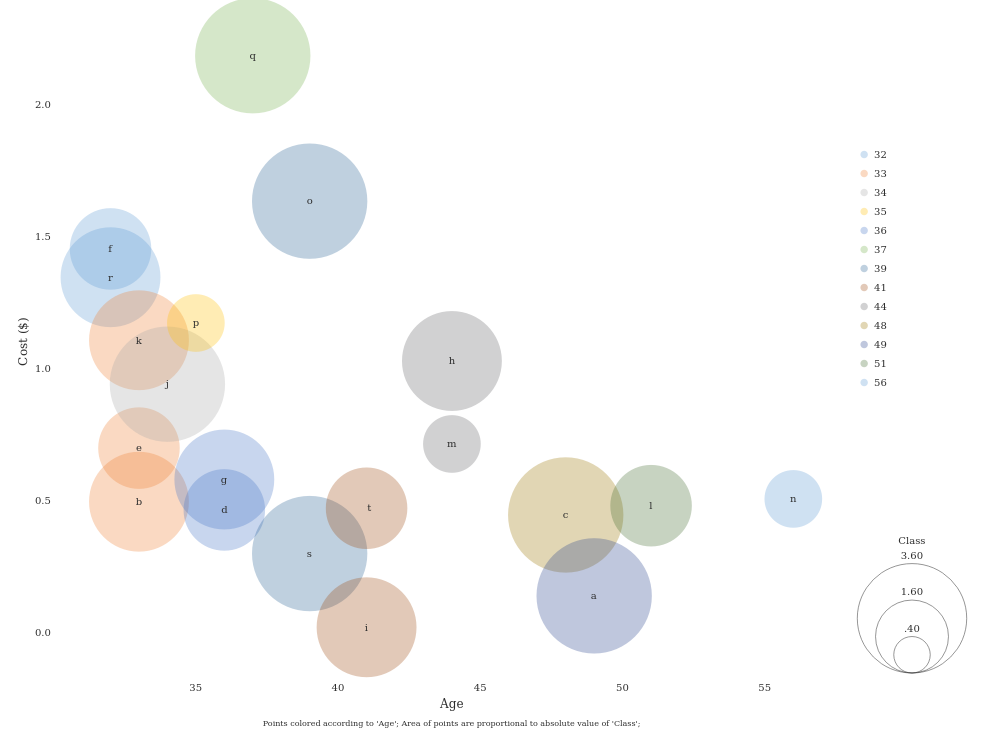 q
2.0
o
32
33
34
35
36
37
39
41
44
48
49
51
56
1.5
f
r
p
k
Cost ($)
1.0
h
j
m
e
g
0.5
b
d
t
c
l
n
s
a
i
0.0
Class
3.60
1.60
.40
35 40 45 50 55
Age
Points colored according to 'Age'; Area of points are proportional to absolute value of 'Class';